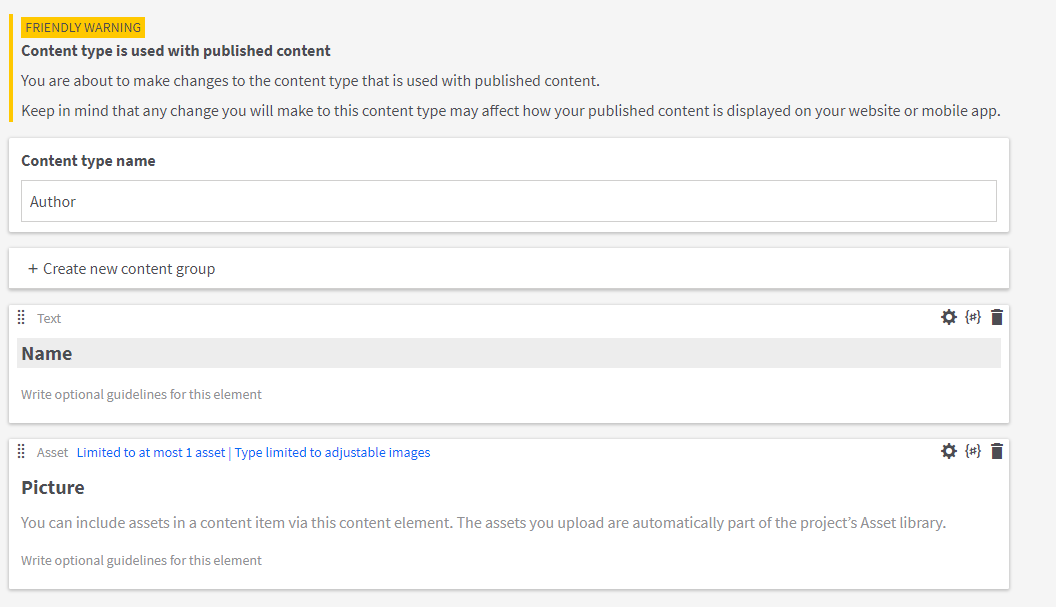 FRIENDLY WARNING
Content type is used with published content
You are about to make changes to the content type that is used with published content.
Keep in mind that any change you will make to this content type may affect how your published content is displayed on your website or mobile app.
Content type name
Author
+ Create new content group
Text {#}
Name
Write optional guidelines for this element
Asset Limited to at most 1 asset | Type limited to adjustable images {#}
Picture
You can include assets in a content item via this content element. The assets you upload are automatically part of the project’s Asset library.
Write optional guidelines for this element